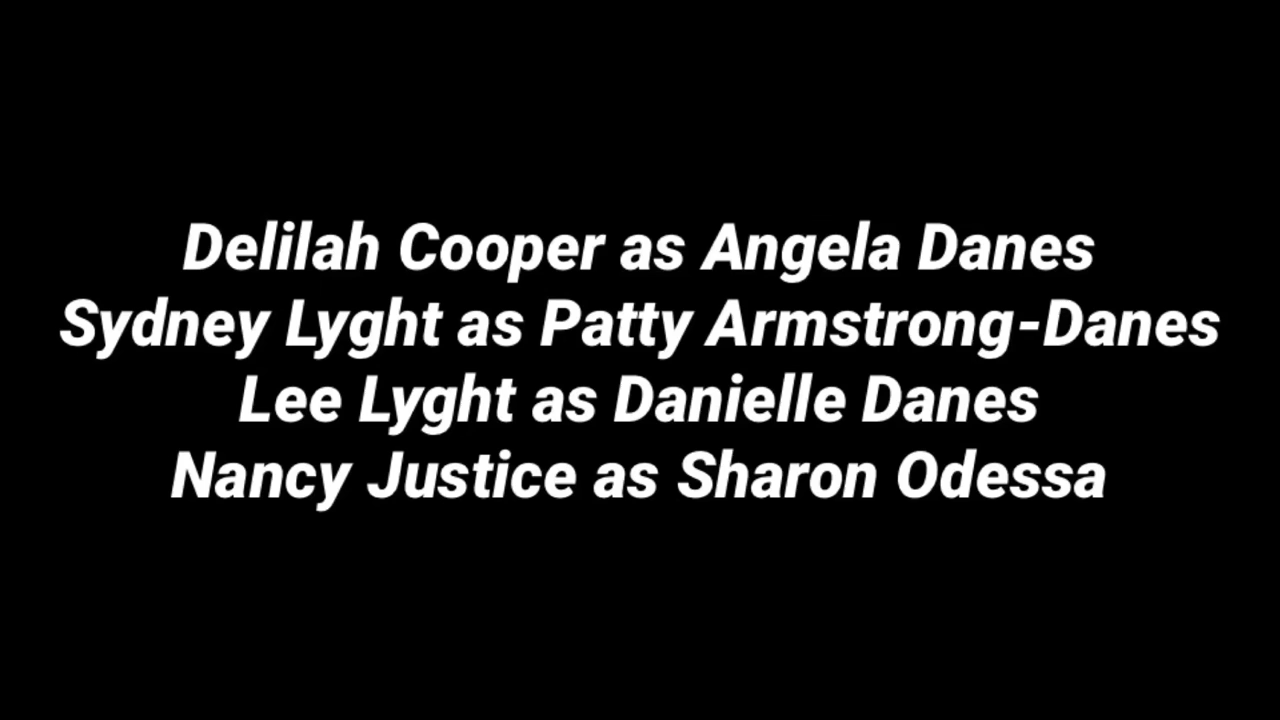 Delilah Cooper as Angela Danes
Sydney Lyght as Patty Armstrong-Danes
Lee Lyght as Danielle Danes
Nancy Justice as Sharon Odessa